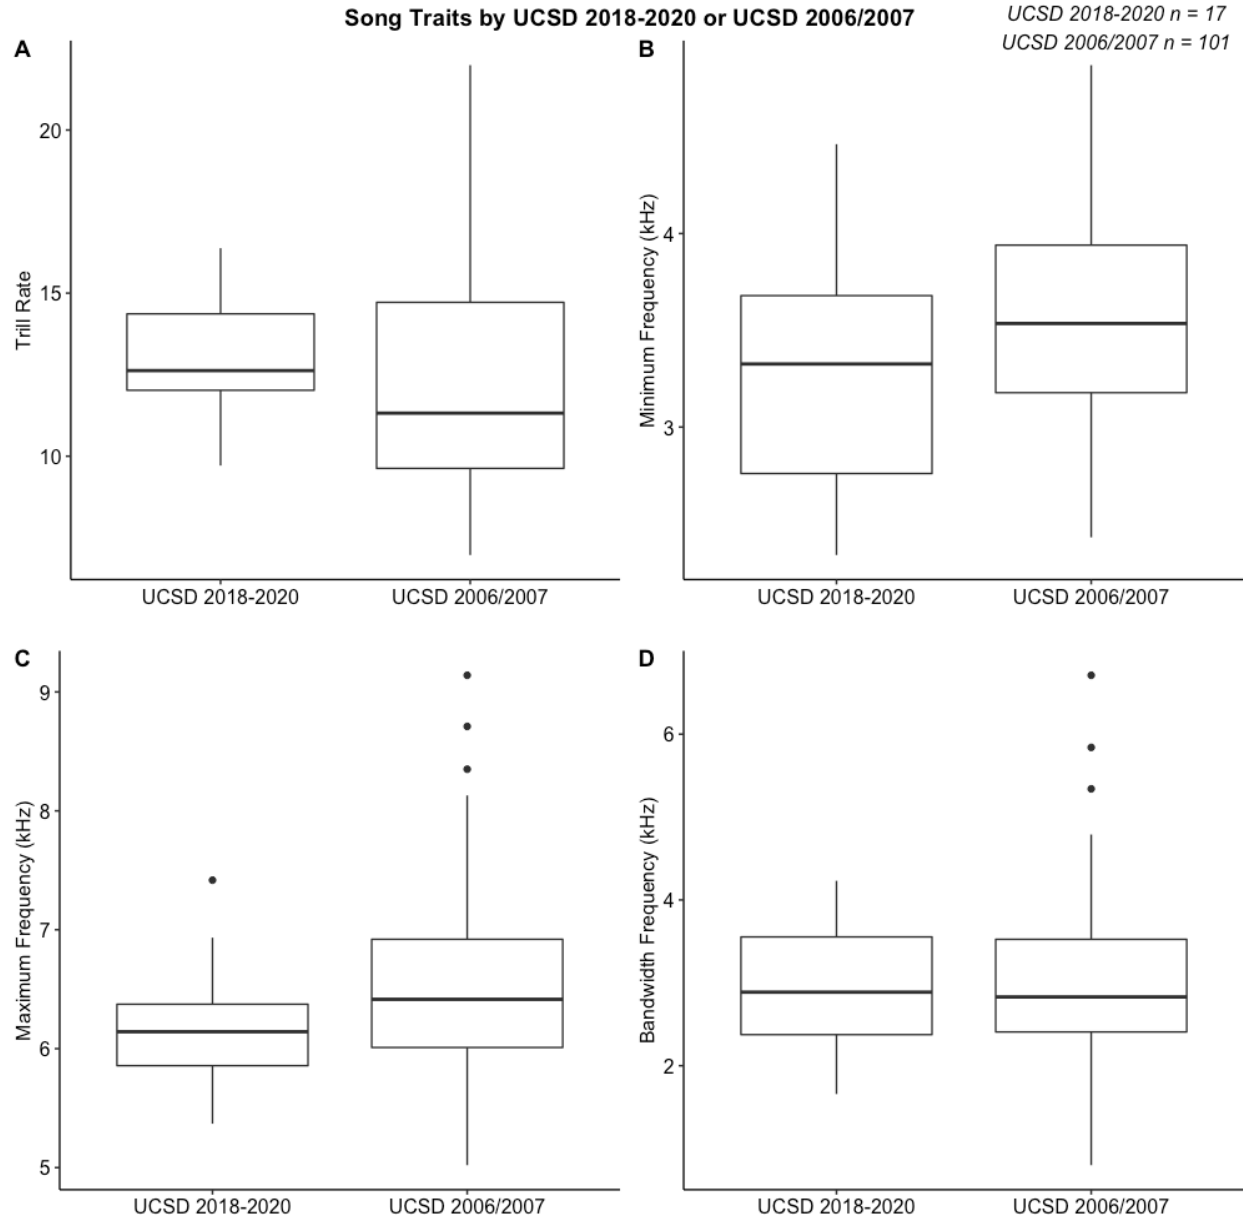 Song Traits by UCSD 2018-2020 or UCSD 2006/2007
UCSD 2018-2020 n = 17
UCSD 2006/2007 n = 101
A
Trill Rate
20
15
10
UCSD 2018-2020
UCSD 2006/2007
B
Minimum Frequency (kHz)
4
3
UCSD 2018-2020
UCSD 2006/2007
C
Maximum Frequency (kHz)
9
8
7
6
5
UCSD 2018-2020
UCSD 2006/2007
D
Bandwidth Frequency (kHz)
6
4
2
UCSD 2018-2020
UCSD 2006/2007